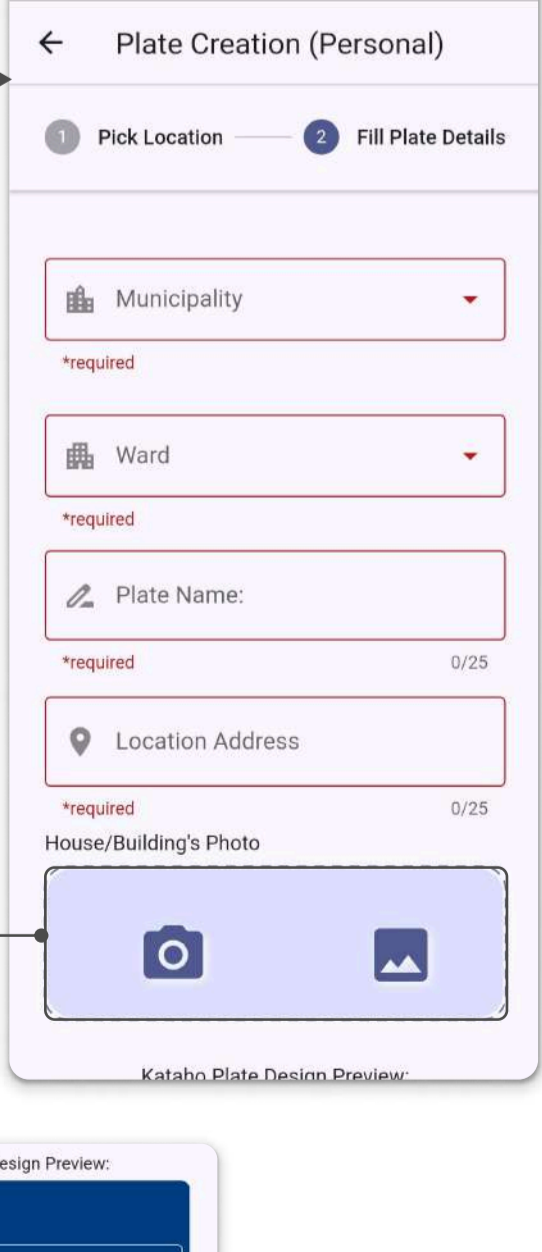 Plate Creation (Personal)
1 Pick Location 2 Fill Plate Details
Municipality
*required
Ward
*required
Plate Name:
*required 0/25
Location Address
*required 0/25
House/Building's Photo
Kataho Plate Design Preview:
esign Preview: